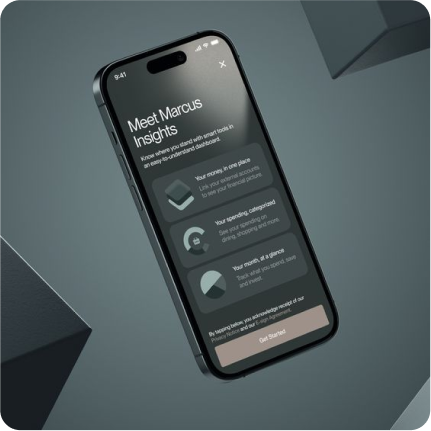 9:41
Meet Marcus
Insights
Know where you stand with smart tools in
an easy-to-understand dashboard.
Your money, in one place
Link your external accounts
to see your financial picture.
Your spending, categorized
See your spending on
dining, shopping and more.
Your month, at a glance
Track what you spend, save
and invest.
By tapping below, you acknowledge receipt of our
Privacy Notice and our E-sign Agreement.
Get Started